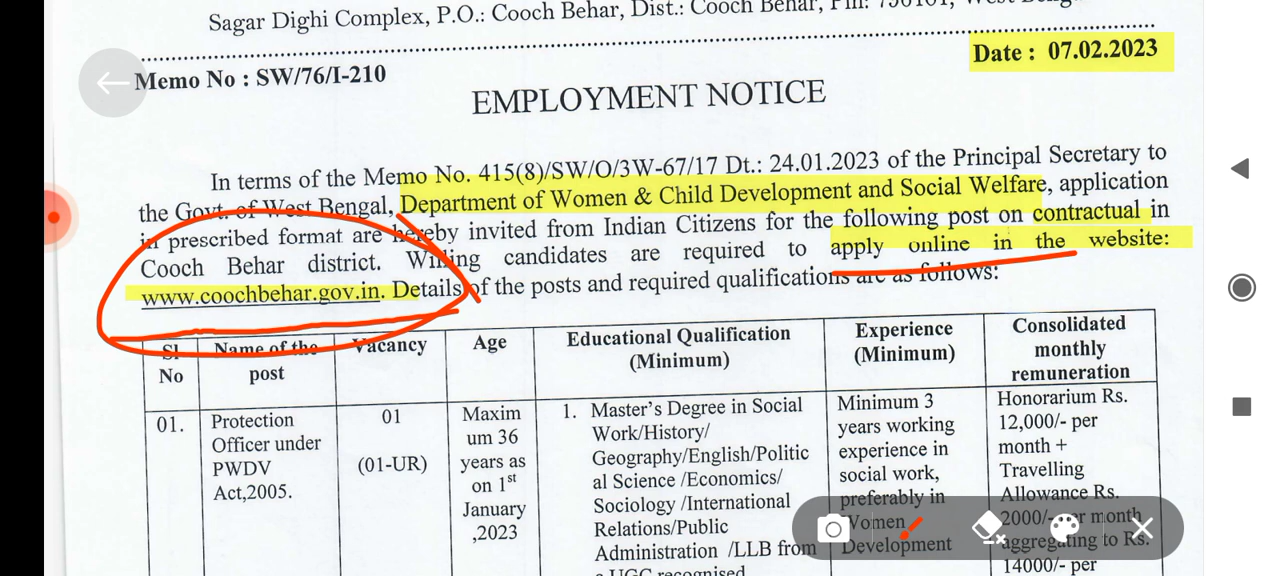 Sagar Dighi Complex, P.O.: Cooch Behar, Dist.: Cooch Behar, Pin: 736101, West
Date : 07.02.2023
Memo No : SW/76/I-210
EMPLOYMENT NOTICE
In terms of the Memo No. 415(8)/SW/O/3W-67/17 Dt.: 24.01.2023 of the Principal Secretary to
the Govt. of West Bengal, Department of Women & Child Development and Social Welfare, application
in prescribed format are hereby invited from Indian Citizens for the following post on contractual in
Cooch Behar district. Willing candidates are required to apply online in the website:
www.coochbehar.gov.in. Details of the posts and required qualifications are as follows:
Sl No
Name of the post
Vacancy
Age
Educational Qualification
(Minimum)
Experience
(Minimum)
Consolidated
monthly
remuneration
01.
Protection
Officer under
PWDV
Act,2005.
01
(01-UR)
Maxim
um 36
years as
on 1st
January
,2023
1. Master's Degree in Social
Work/History/
Geography/English/Politic
al Science /Economics/
Sociology /International
Relations/Public
Administration /LLB from
a UGC recognised
Minimum 3
years working
experience in
social work,
preferably in
Women
Development
Honorarium Rs.
12,000/- per
month +
Travelling
Allowance Rs.
2000/- per month
aggregating to Rs.
14000/- per